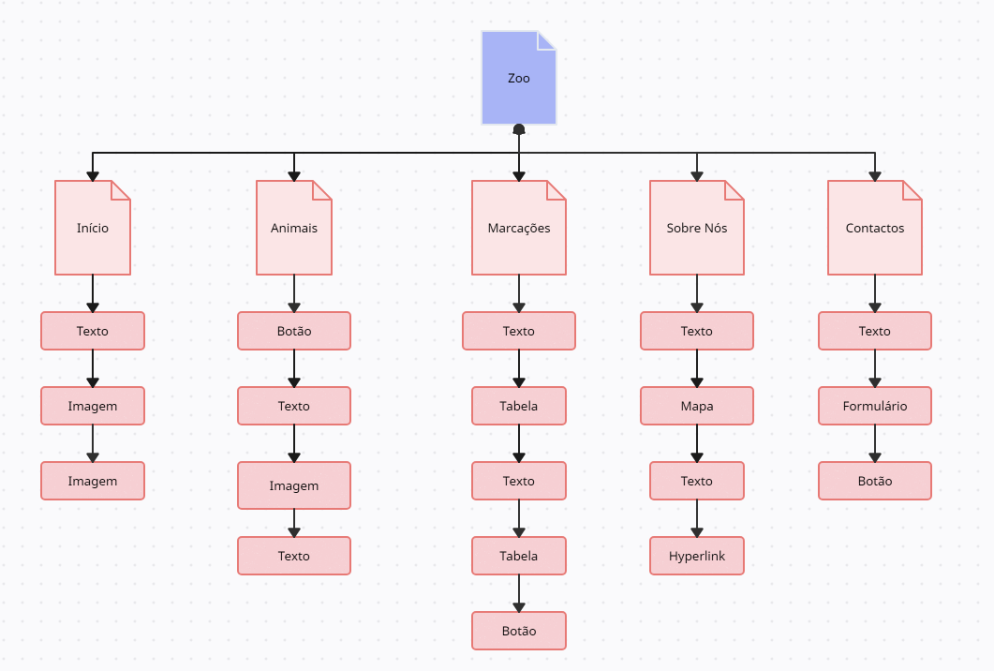 Zoo
Início
Animais
Marcações
Sobre Nós
Contactos
Texto
Botão
Texto
Texto
Texto
Imagem
Texto
Tabela
Mapa
Formulário
Imagem
Imagem
Texto
Texto
Botão
Texto
Tabela
Hyperlink
Botão